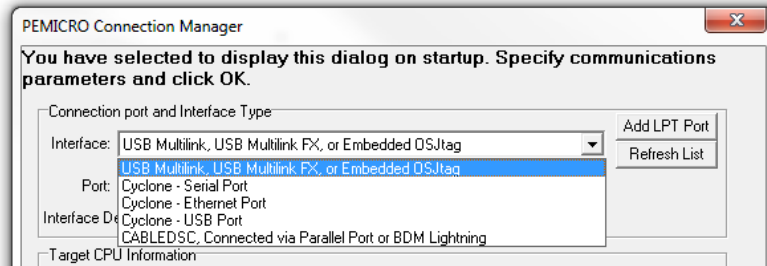 PEMICRO Connection Manager
You have selected to display this dialog on startup. Specify communications
parameters and click OK.
Connection port and Interface Type
Add LPT Port
Interface: USB Multilink, USB Multilink FX, or Embedded OSJtag
Refresh List
USB Multilink, USB Multilink FX, or Embedded OSJtag
Port: Cyclone - Serial Port
Cyclone - Ethernet Port
Interface De Cyclone - USB Port
CABLEDSC, Connected via Parallel Port or BDM Lightning
Target CPU Information